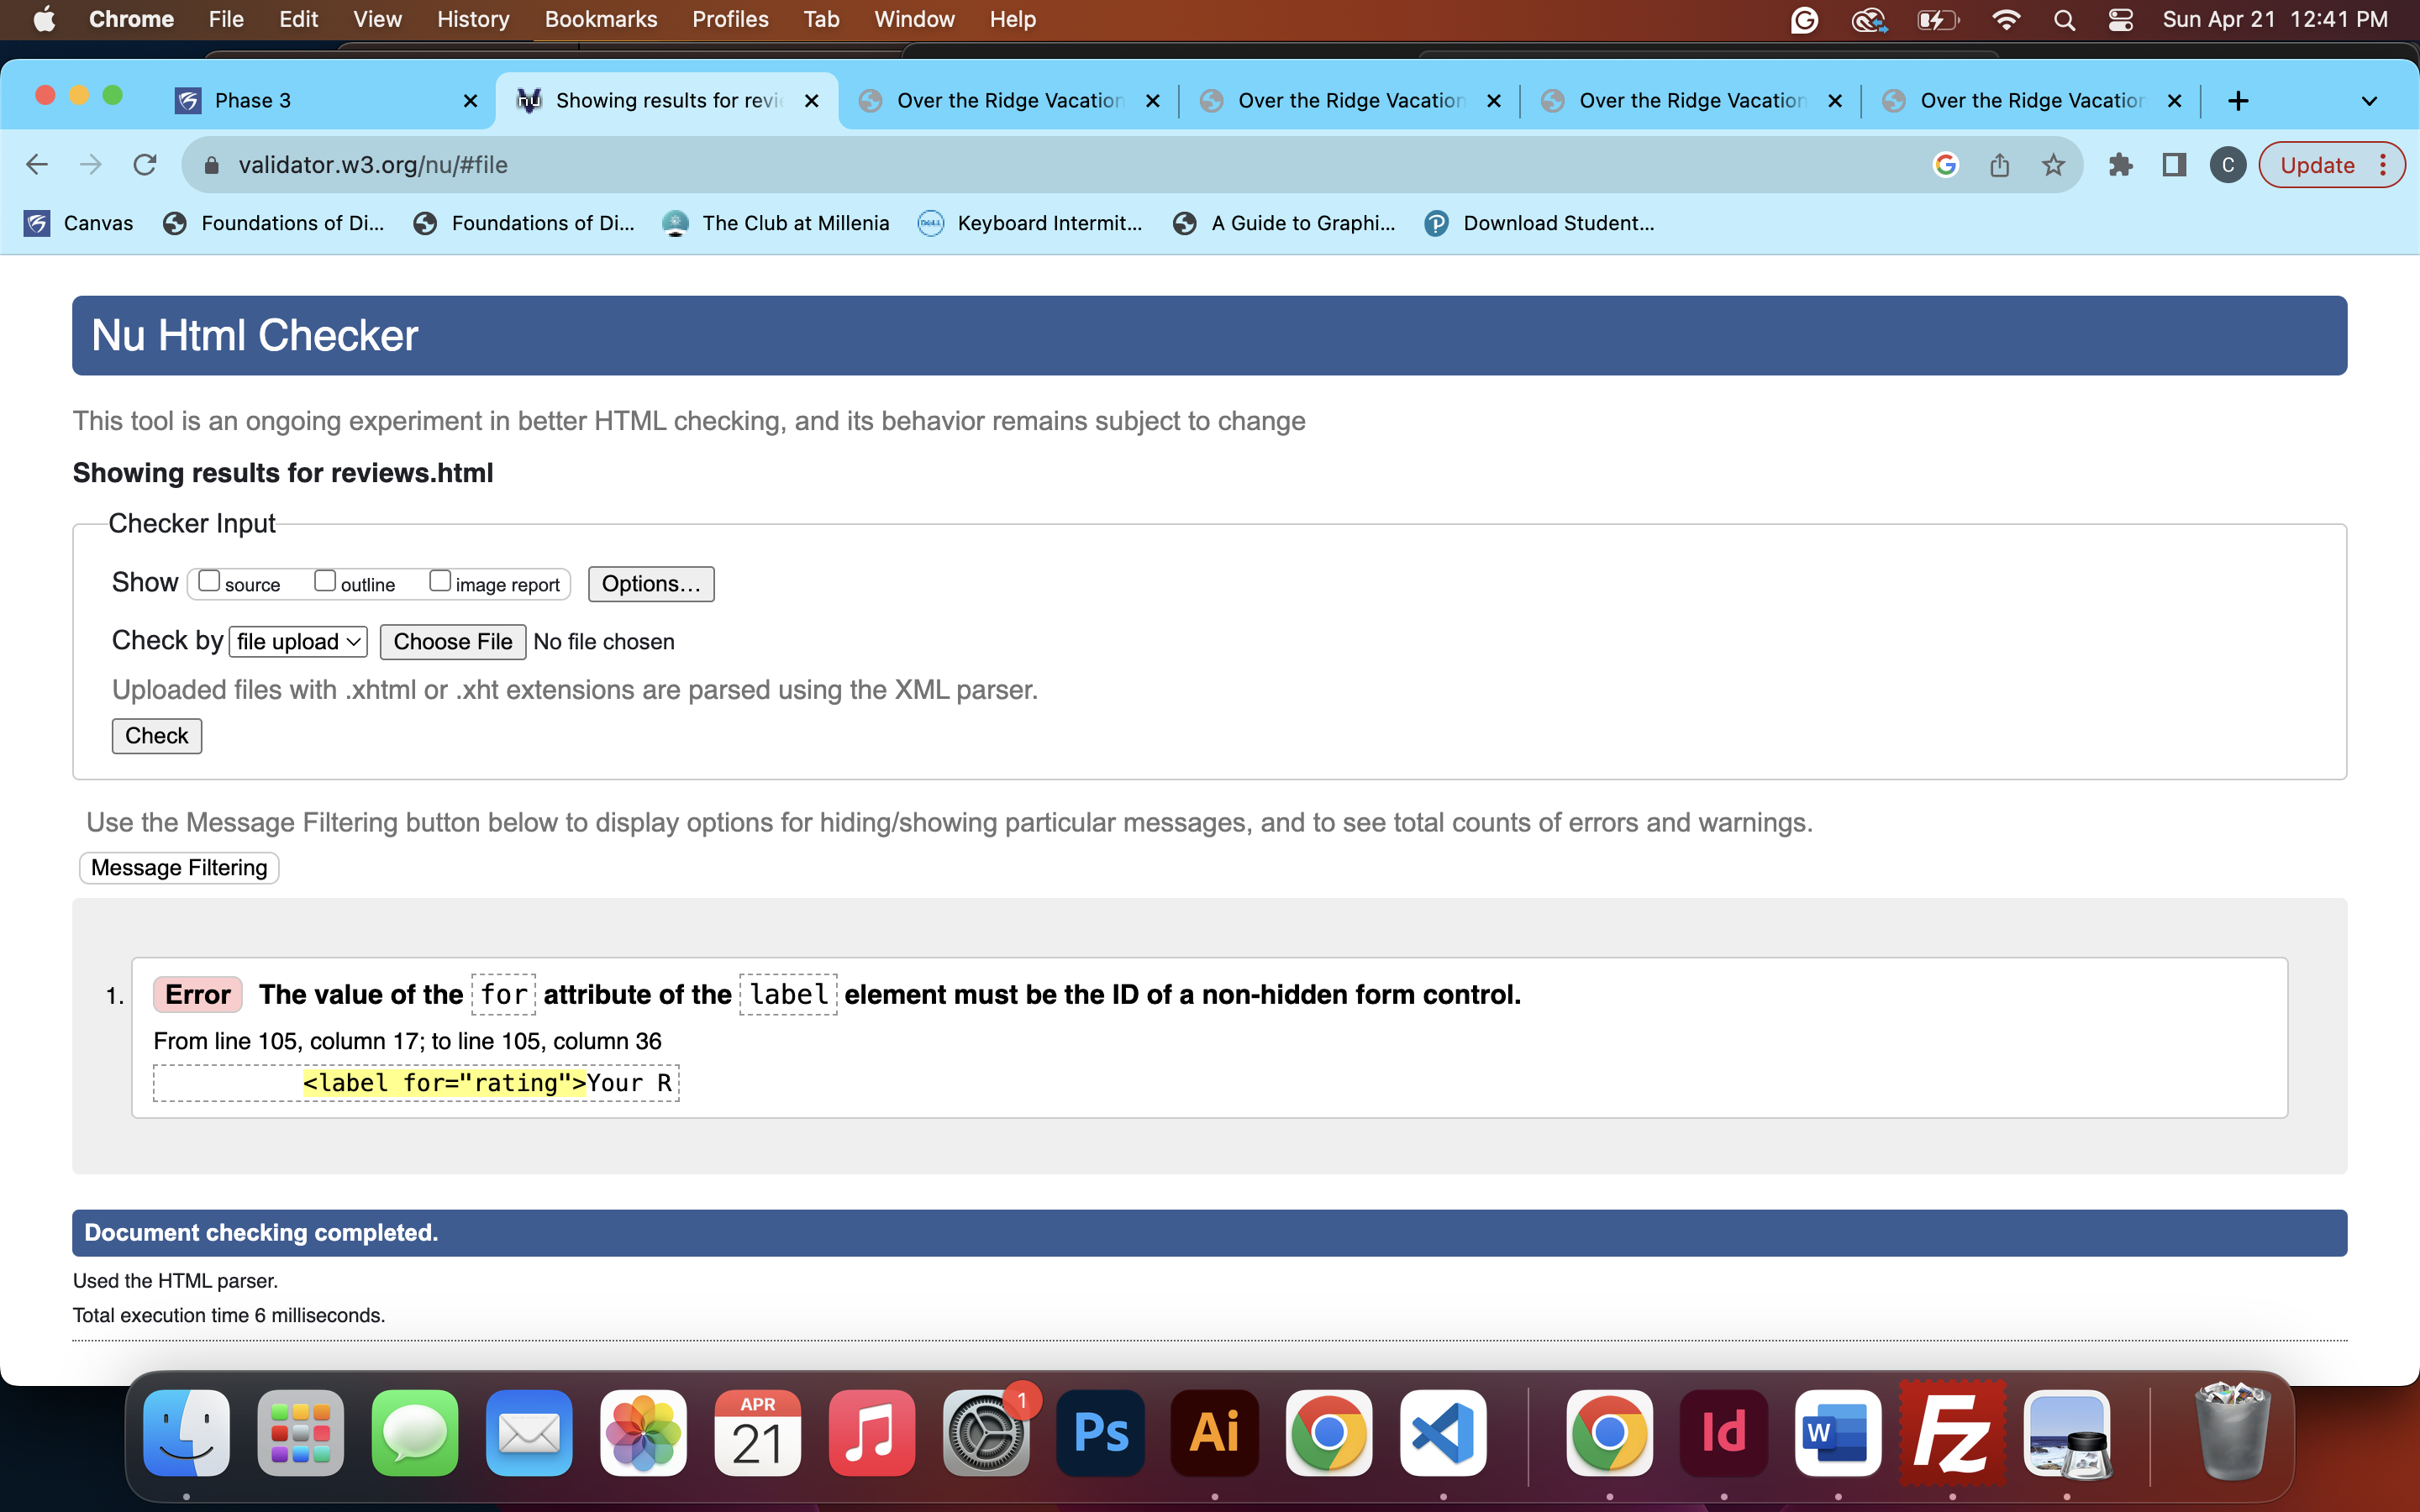 Chrome File Edit View History Bookmarks Profiles Tab Window Help Sun Apr 21 12:41 PM
Phase 3 Showing results for revi Over the Ridge Vacation Over the Ridge Vacation Over the Ridge Vacation Over the Ridge Vacation
validator.w3.org/nu/#file C Update
Canvas Foundations of Di... Foundations of Di... The Club at Millenia DELL Keyboard Intermit... A Guide to Graphi... Download Student...
Nu Html Checker
This tool is an ongoing experiment in better HTML checking, and its behavior remains subject to change
Showing results for reviews.html
Checker Input
Show source outline image report Options...
Check by file upload Choose File No file chosen
Uploaded files with .xhtml or .xht extensions are parsed using the XML parser.
Check
Use the Message Filtering button below to display options for hiding/showing particular messages, and to see total counts of errors and warnings.
Message Filtering
1. Error The value of the for attribute of the label element must be the ID of a non-hidden form control.
From line 105, column 17; to line 105, column 36
<label for="rating">Your R
Document checking completed.
Used the HTML parser.
Total execution time 6 milliseconds.
APR 21 1 Ps Ai Id W Fz